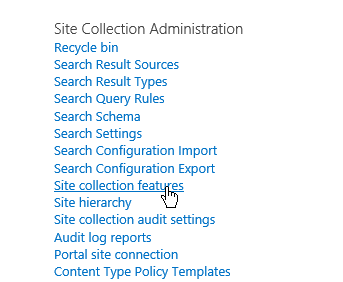 Site Collection Administration
Recycle bin
Search Result Sources
Search Result Types
Search Query Rules
Search Schema
Search Settings
Search Configuration Import
Search Configuration Export
Site collection features
Site hierarchy
Site collection audit settings
Audit log reports
Portal site connection
Content Type Policy Templates